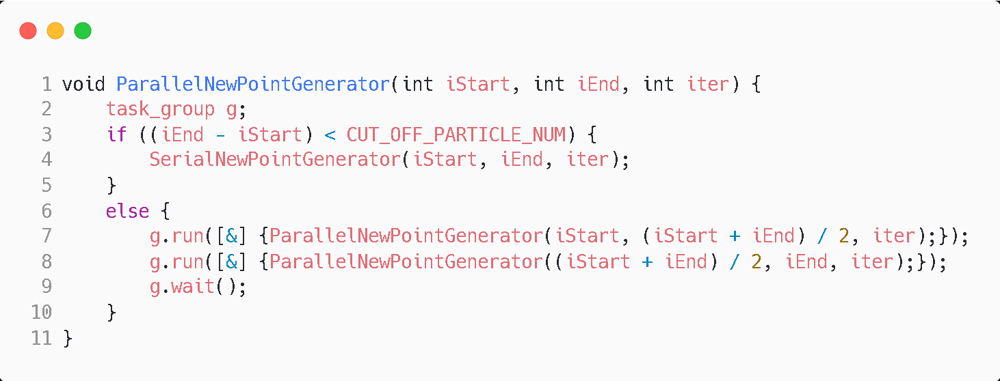 1 void ParallelNewPointGenerator(int iStart, int iEnd, int iter) {
2     task_group g;
3     if ((iEnd - iStart) < CUT_OFF_PARTICLE_NUM) {
4         SerialNewPointGenerator(iStart, iEnd, iter);
5     }
6     else {
7         g.run([&] {ParallelNewPointGenerator(iStart, (iStart + iEnd) / 2, iter);});
8         g.run([&] {ParallelNewPointGenerator((iStart + iEnd) / 2, iEnd, iter);});
9         g.wait();
10     }
11 }